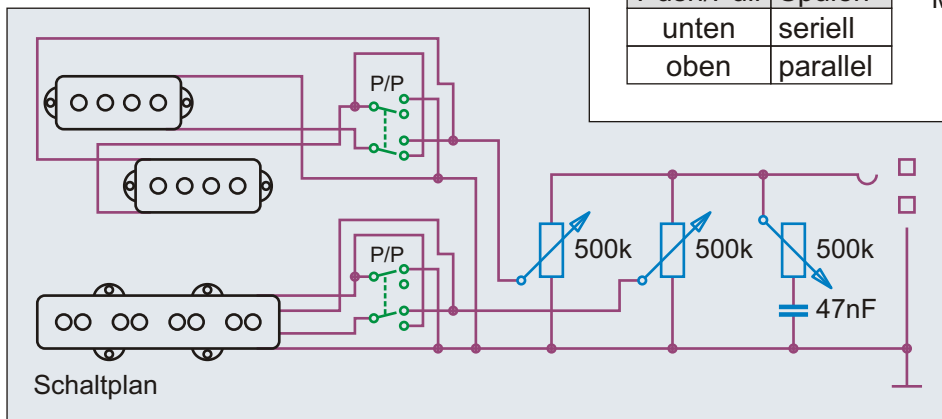 unten seriell
oben parallel
P/P
P/P
500k 500k 500k
47nF
Schaltplan